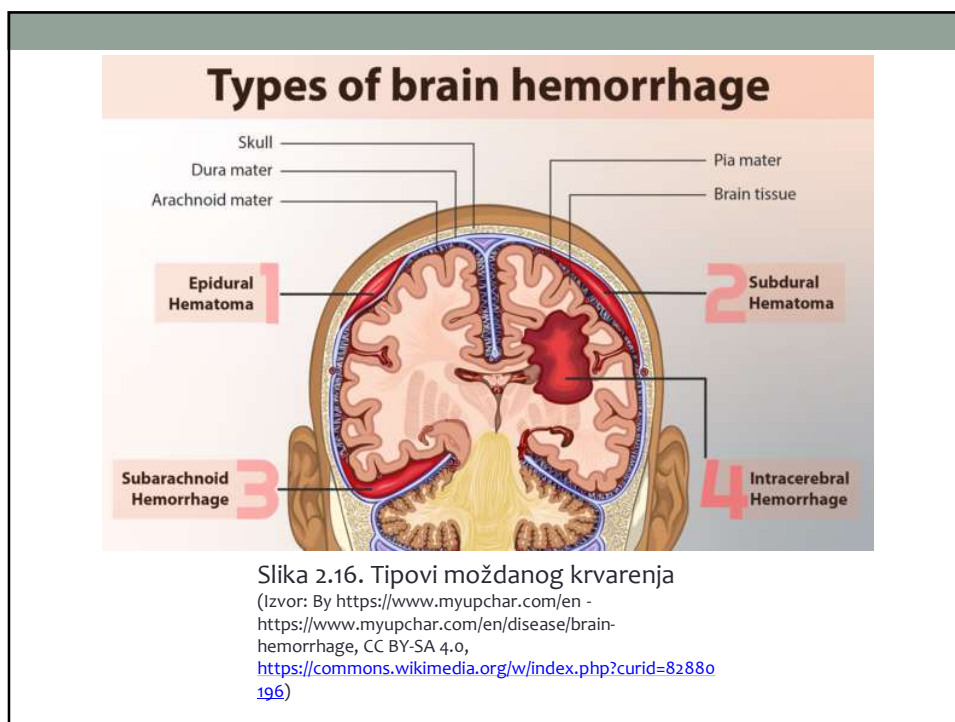 Types of brain hemorrhage
Skull
Dura mater
Arachnoid mater
Pia mater
Brain tissue
1
Epidural
Hematoma
2
Subdural
Hematoma
3
Subarachnoid
Hemorrhage
4
Intracerebral
Hemorrhage
Slika 2.16. Tipovi moždanog krvarenja
(Izvor: By https://www.myupchar.com/en -
https://www.myupchar.com/en/disease/brain-
hemorrhage, CC BY-SA 4.0,
https://commons.wikimedia.org/w/index.php?curid=82880
196)